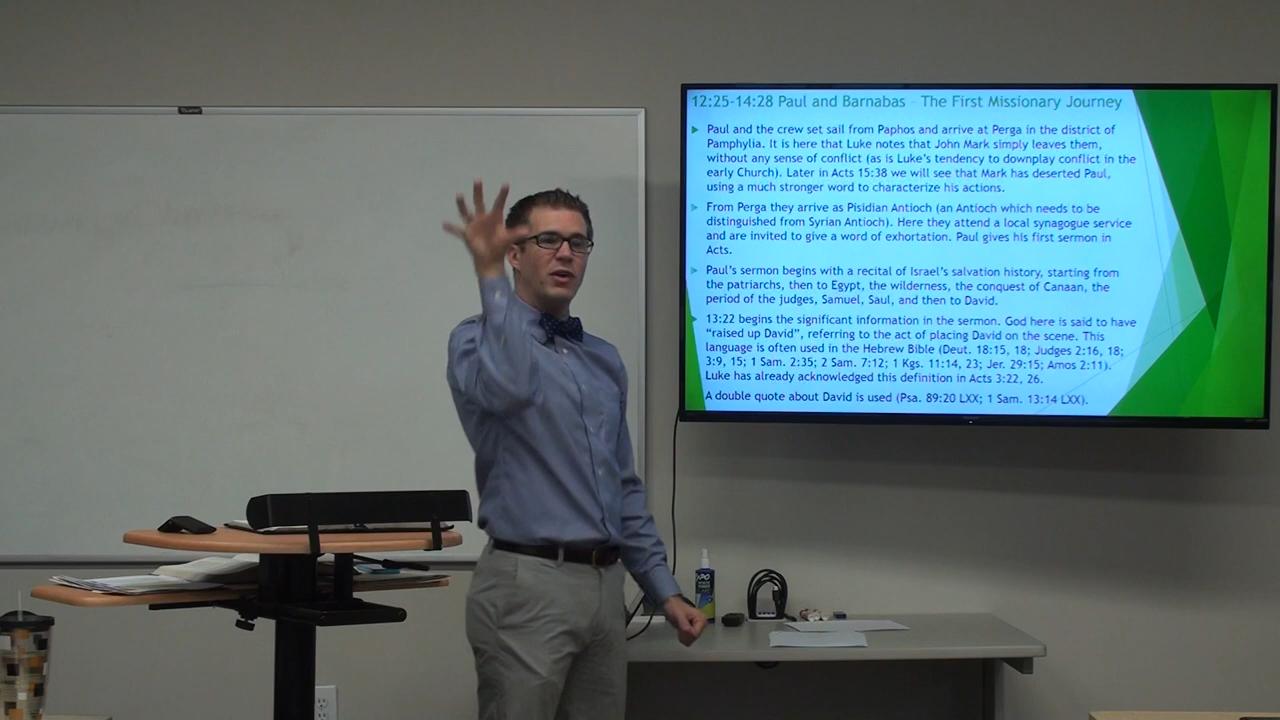 12:25-14:28 Paul and Barnabas – The First Missionary Journey
Paul and the crew set sail from Paphos and arrive at Perga in the district of
Pamphylia. It is here that Luke notes that John Mark simply leaves them,
without any sense of conflict (as is Luke's tendency to downplay conflict in the
early Church). Later in Acts 15:38 we will see that Mark has deserted Paul,
using a much stronger word to characterize his actions.
From Perga they arrive as Pisidian Antioch (an Antioch which needs to be
distinguished from Syrian Antioch). Here they attend a local synagogue service
and are invited to give a word of exhortation. Paul gives his first sermon in
Acts.
Paul's sermon begins with a recital of Israel's salvation history, starting from
the patriarchs, then to Egypt, the wilderness, the conquest of Canaan, the
period of the judges, Samuel, Saul, and then to David.
13:22 begins the significant information in the sermon. God here is said to have
"raised up David", referring to the act of placing David on the scene. This
language is often used in the Hebrew Bible (Deut. 18:15, 18; Judges 2:16, 18;
3:9, 15; 1 Sam. 2:35; 2 Sam. 7:12; 1 Kgs. 11:14, 23; Jer. 29:15; Amos 2:11).
Luke has already acknowledged this definition in Acts 3:22, 26.
A double quote about David is used (Psa. 89:20 LXX; 1 Sam. 13:14 LXX).
EXPO